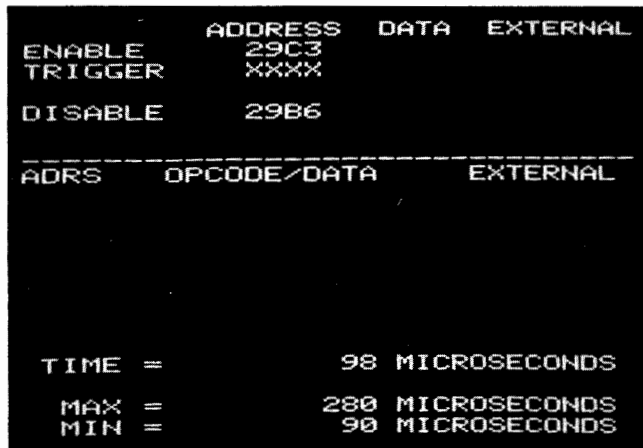 ADDRESS DATA EXTERNAL
ENABLE 29C3
TRIGGER XXXX
DISABLE 29B6
ADRS OPCODE/DATA EXTERNAL
TIME = 98 MICROSECONDS
MAX = 280 MICROSECONDS
MIN = 90 MICROSECONDS